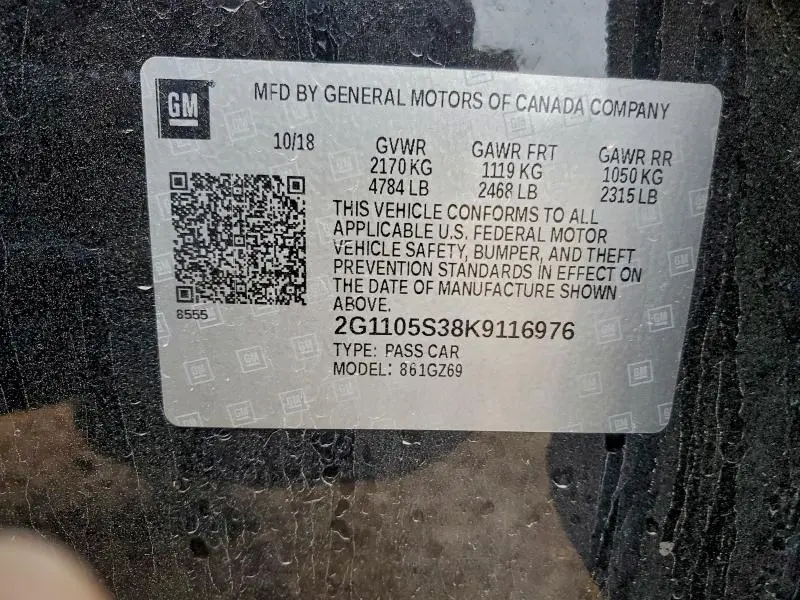 GM
MFD BY GENERAL MOTORS OF CANADA COMPANY
10/18 GVWR GAWR FRT GAWR RR
2170 KG 1119 KG 1050 KG
4784 LB 2468 LB 2315 LB
THIS VEHICLE CONFORMS TO ALL
APPLICABLE U.S. FEDERAL MOTOR
VEHICLE SAFETY, BUMPER, AND THEFT
PREVENTION STANDARDS IN EFFECT ON
THE DATE OF MANUFACTURE SHOWN
ABOVE.
8555
2G1105S38K9116976
TYPE: PASS CAR
MODEL: 861GZ69